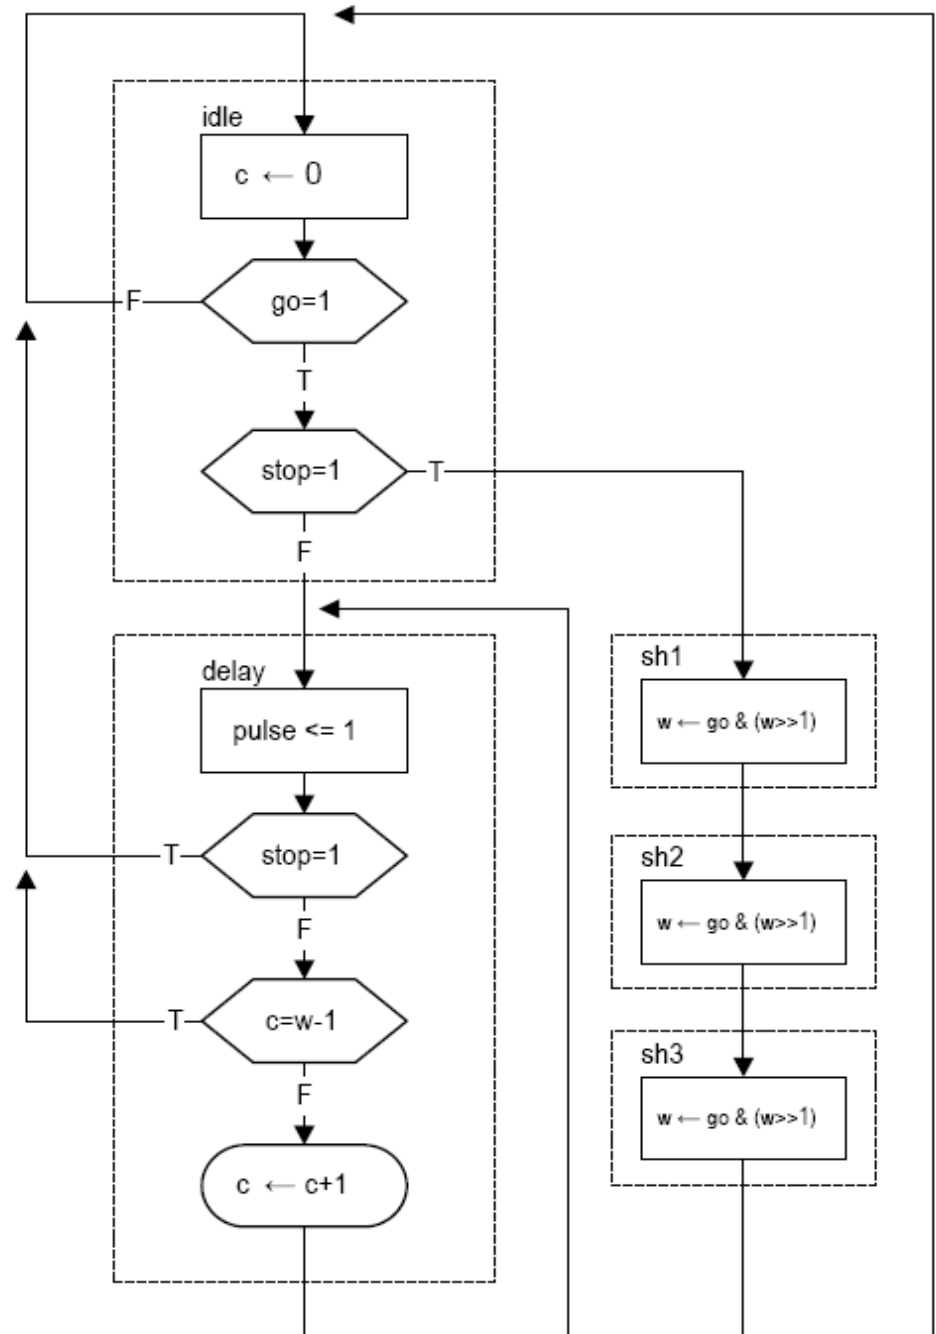 idle
c ← 0
go=1
F
T
stop=1
T
F
delay
pulse <= 1
stop=1
T
F
c=w-1
T
F
c ← c+1
sh1
w ← go & (w>>1)
sh2
w ← go & (w>>1)
sh3
w ← go & (w>>1)